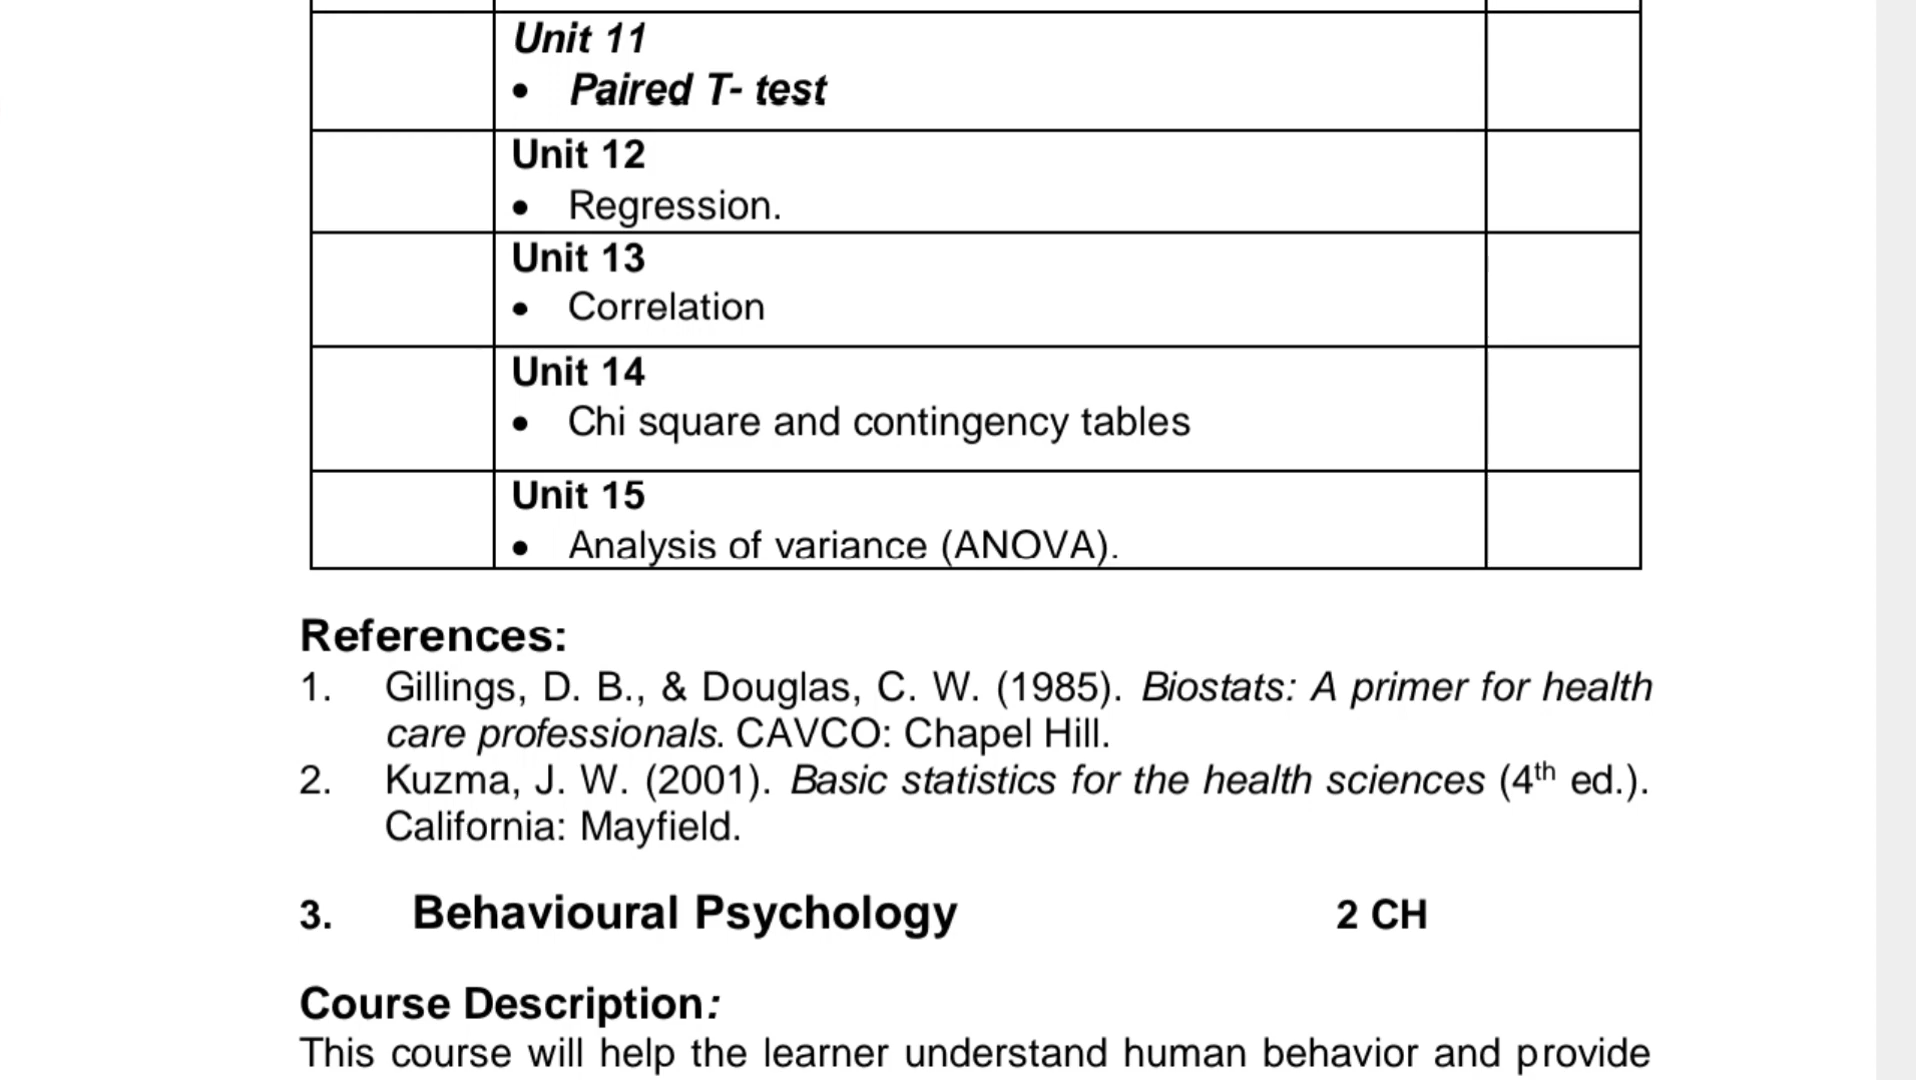 Unit 11
• Paired T- test
Unit 12
• Regression.
Unit 13
• Correlation
Unit 14
• Chi square and contingency tables
Unit 15
• Analysis of variance (ANOVA).
References:
1. Gillings, D. B., & Douglas, C. W. (1985). Biostats: A primer for health
care professionals. CAVCO: Chapel Hill.
2. Kuzma, J. W. (2001). Basic statistics for the health sciences (4th ed.).
California: Mayfield.
3. Behavioural Psychology 2 CH
Course Description:
This course will help the learner understand human behavior and provide